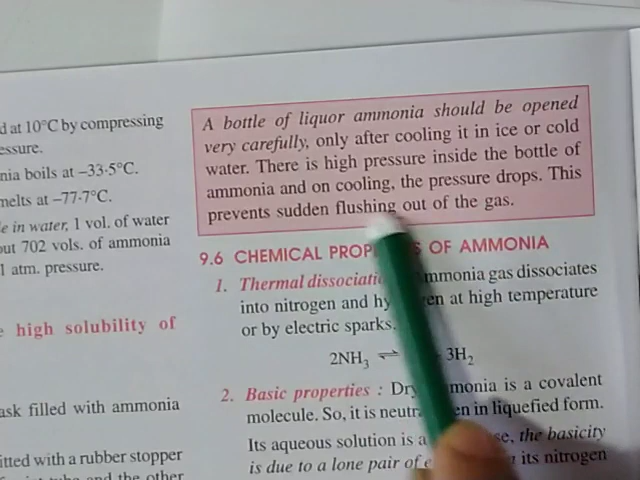 d at 10°C by compressing
essure.
nia boils at –33·5°C.
melts at –77·7°C.
e in water, 1 vol. of water
out 702 vols. of ammonia
1 atm. pressure.
e high solubility of
ask filled with ammonia
itted with a rubber stopper
and the other
A bottle of liquor ammonia should be opened
very carefully, only after cooling it in ice or cold
water. There is high pressure inside the bottle of
ammonia and on cooling, the pressure drops. This
prevents sudden flushing out of the gas.
9.6 CHEMICAL PROP S OF AMMONIA
1. Thermal dissociati mmonia gas dissociates
into nitrogen and hy en at high temperature
or by electric sparks.
2NH3 ⇌ 3H2
2. Basic properties : Dry monia is a covalent
molecule. So, it is neutra en in liquefied form.
Its aqueous solution is a se, the basicity
is due to a lone pair of e its nitrogen